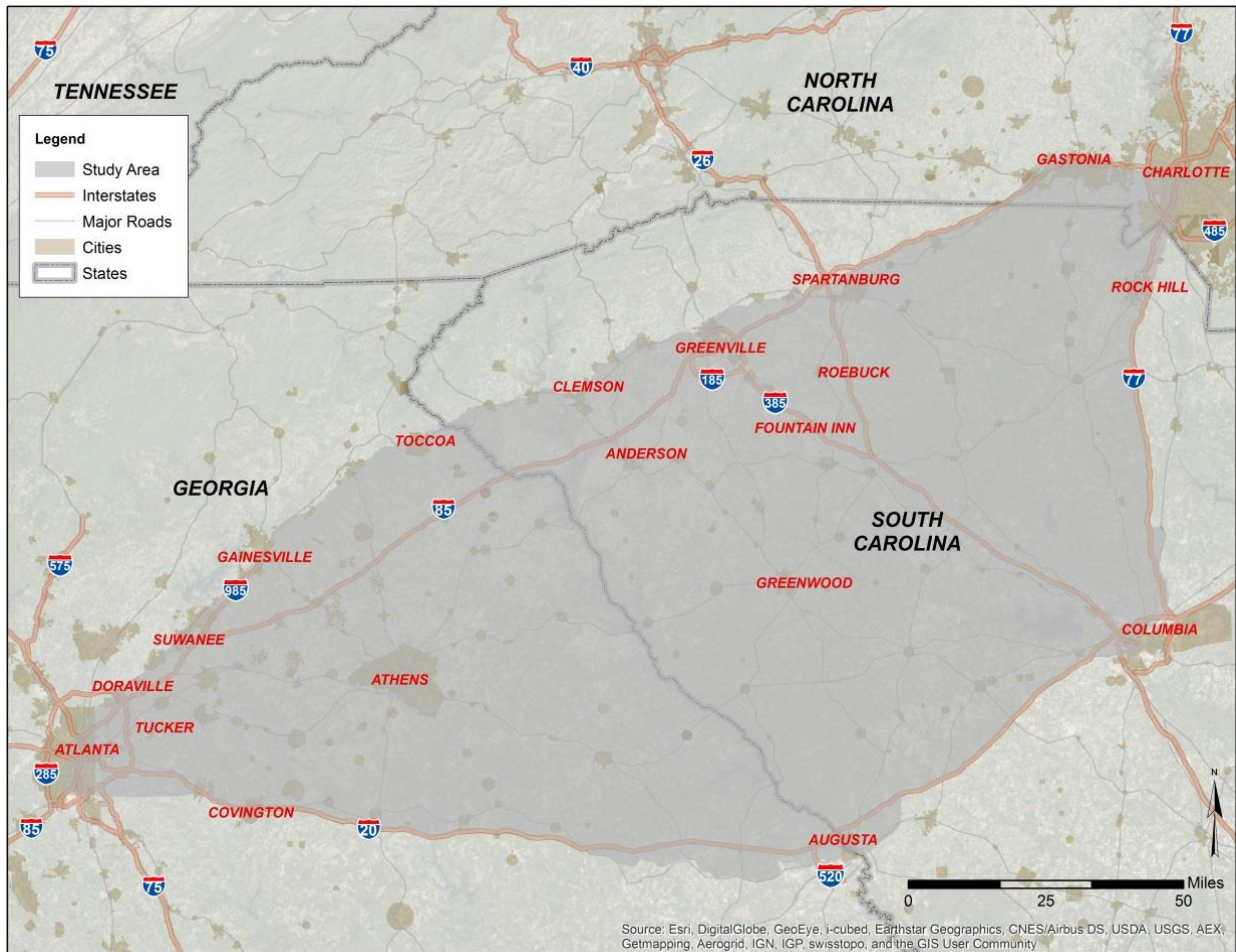 75
77
40
TENNESSEE
NORTH
CAROLINA
Legend
Study Area
Interstates
Major Roads
Cities
States
26
GASTONIA
CHARLOTTE
485
SPARTANBURG
ROCK HILL
GREENVILLE
185
ROEBUCK
77
CLEMSON
385
FOUNTAIN INN
TOCCOA
ANDERSON
GEORGIA
85
SOUTH
CAROLINA
575
GAINESVILLE
985
GREENWOOD
SUWANEE
COLUMBIA
ATHENS
DORAVILLE
TUCKER
ATLANTA
285
N
COVINGTON
85
20
AUGUSTA
520
75
Miles
0 25 50
Source: Esri, DigitalGlobe, GeoEye, i-cubed, Earthstar Geographics, CNES/Airbus DS, USDA, USGS, AEX,
Getmapping, Aerogrid, IGN, IGP, swisstopo, and the GIS User Community